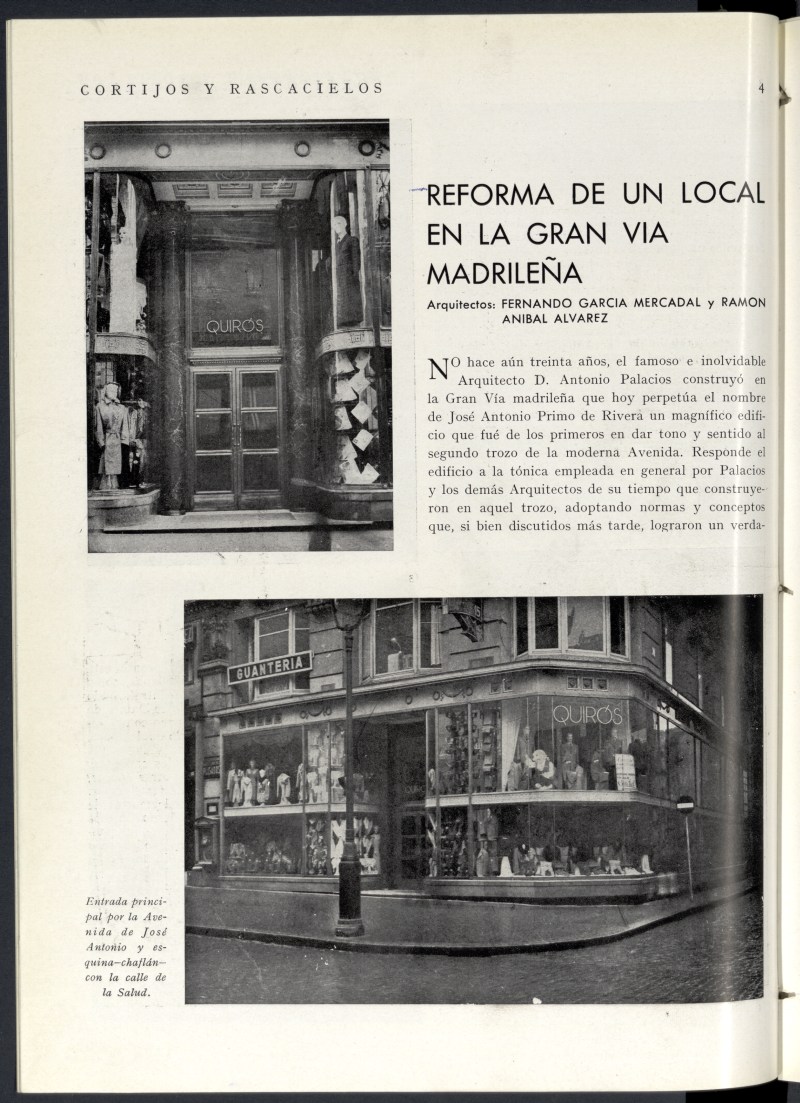 CORTIJOS Y RASCACIELOS
4
QUIRÓS
REFORMA DE UN LOCAL
EN LA GRAN VIA
MADRILEÑA
Arquitectos: FERNANDO GARCIA MERCADAL y RAMON
ANIBAL ALVAREZ
NO hace aún treinta años, el famoso e inolvidable
Arquitecto D. Antonio Palacios construyó en
la Gran Vía madrileña que hoy perpetúa el nombre
de José Antonio Primo de Rivera un magnífico edifi-
cio que fué de los primeros en dar tono y sentido al
segundo trozo de la moderna Avenida. Responde el
edificio a la tónica empleada en general por Palacios
y los demás Arquitectos de su tiempo que construye-
ron en aquel trozo, adoptando normas y conceptos
que, si bien discutidos más tarde, lograron un verda-
GUANTERIA
QUIRÓS
QUIRÓS
Entrada princi-
pal por la Ave-
nida de José
Antonio y es-
quina—chaflán—
con la calle de
la Salud.